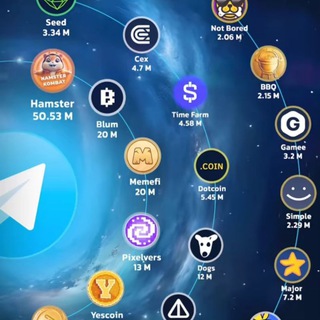 Seed
3.34 M
Cex
4.7 M
Not Bored
2.06 M
BBQ
2.15 M
HAMSTER
KOMBAT
Hamster
50.53 M
Blum
20 M
Time Farm
4.58 M
Gamee
3.2 M
Memefi
20 M
.COIN
Dotcoin
5.45 M
Simple
2.29 M
Pixelvers
13 M
Dogs
12 M
Major
7.2 M
Yescoin